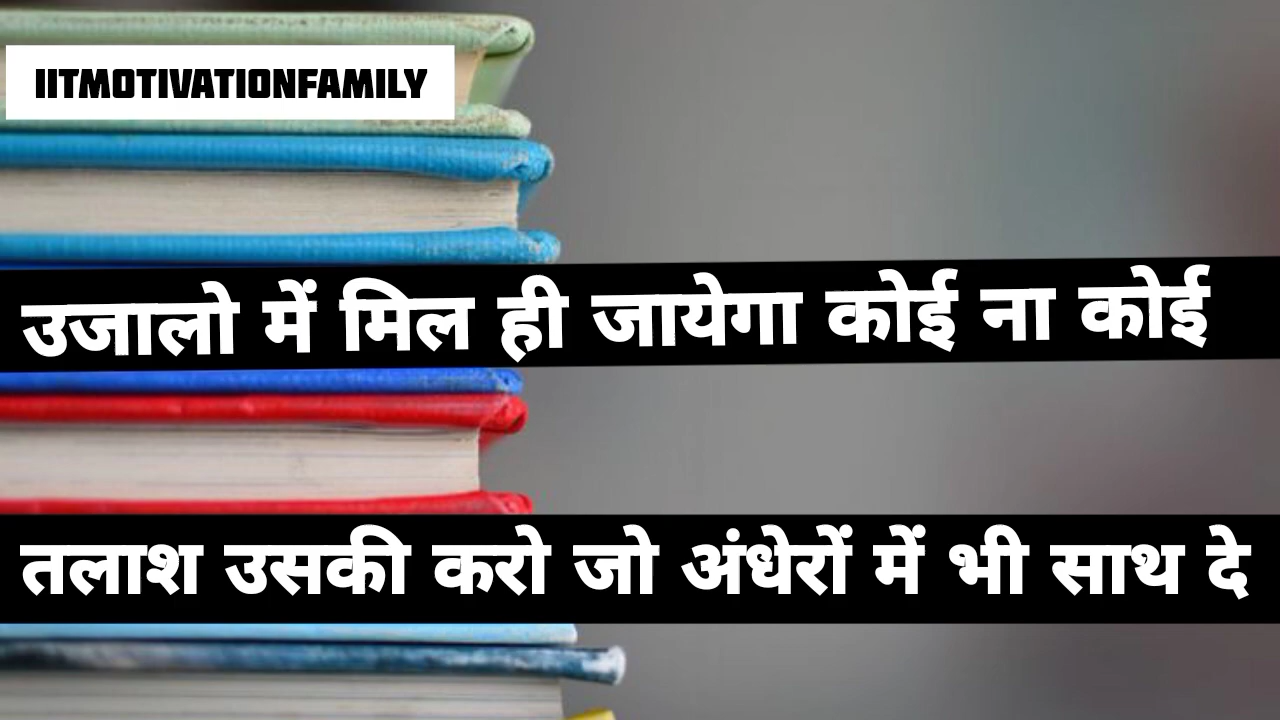 IITMOTIVATIONFAMILY
उजालो में मिल ही जायेगा कोई ना कोई
तलाश उसकी करो जो अंधेरों में भी साथ दे